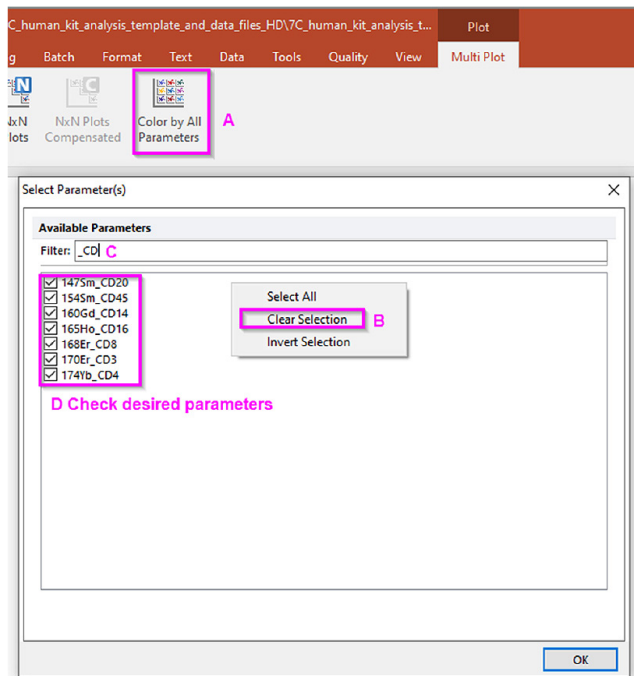 C_human_kit_analysis_template_and_data_files_HD\7C_human_kit_analysis_t... Plot
g Batch Format Text Data Tools Quality View Multi Plot
N C
NxN NxN Plots Color by All A
lots Compensated Parameters
Select Parameter(s)
Available Parameters
Filter: _CD C
147Sm_CD20
154Sm_CD45
160Gd_CD14
165Ho_CD16
168Er_CD8
170Er_CD3
174Yb_CD4
Select All
Clear Selection B
Invert Selection
D Check desired parameters
OK